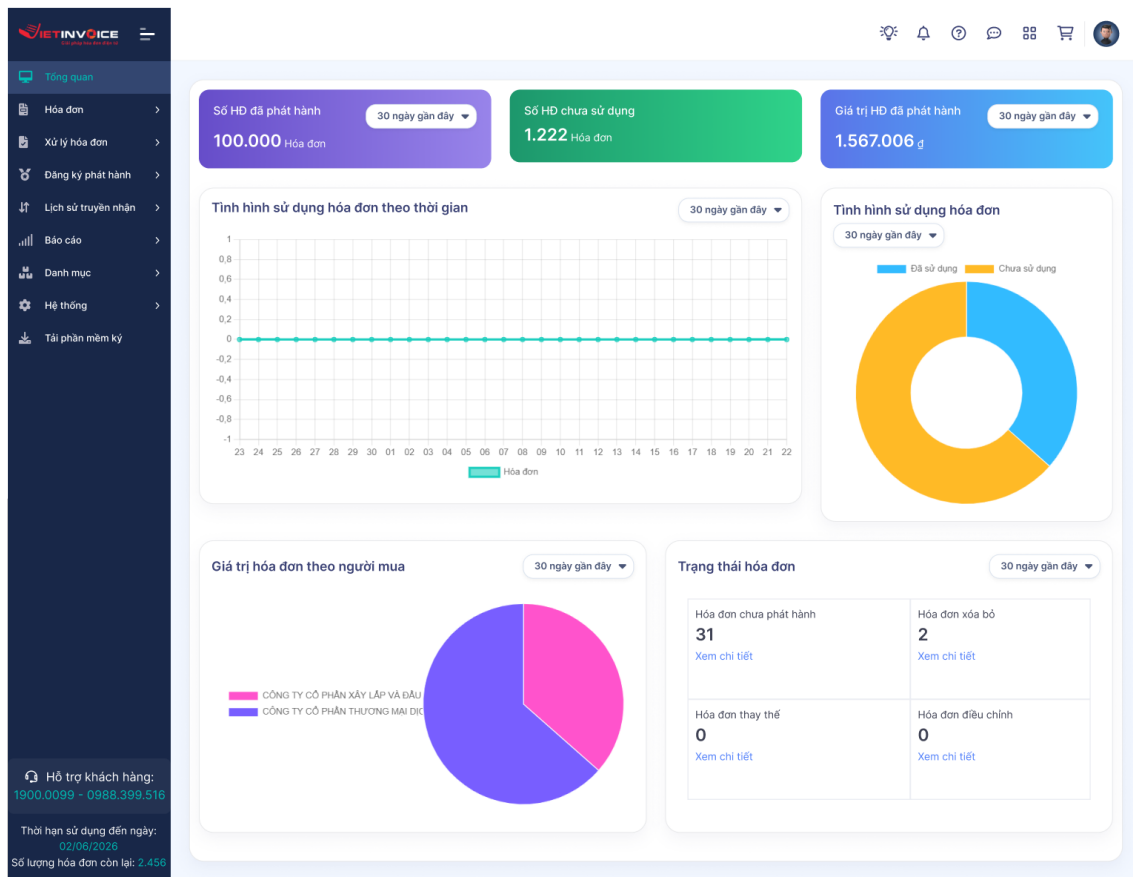 VIETINVOICE
Giải pháp hóa đơn điện tử
Tổng quan
Hóa đơn
Xử lý hóa đơn
Đăng ký phát hành
Lịch sử truyền nhận
Báo cáo
Danh mục
Hệ thống
Tải phần mềm ký
Hỗ trợ khách hàng:
1900.0099 - 0988.399.516
Thời hạn sử dụng đến ngày:
02/06/2026
Số lượng hóa đơn còn lại: 2.456
Số HĐ đã phát hành
30 ngày gần đây
100.000 Hóa đơn
Số HĐ chưa sử dụng
1.222 Hóa đơn
Giá trị HĐ đã phát hành
30 ngày gần đây
1.567.006 ₫
Tình hình sử dụng hóa đơn theo thời gian
30 ngày gần đây
1
0,8
0,6
0,4
0,2
0
-0,2
-0,4
-0,6
-0,8
-1
23 24 25 26 27 28 29 30 01 02 03 04 05 06 07 08 09 10 11 12 13 14 15 16 17 18 19 20 21 22
Hóa đơn
Tình hình sử dụng hóa đơn
30 ngày gần đây
Đã sử dụng Chưa sử dụng
Giá trị hóa đơn theo người mua
30 ngày gần đây
CÔNG TY CỔ PHẦN XÂY LẮP VÀ ĐẦU
CÔNG TY CỔ PHẦN THƯƠNG MẠI DỊC
Trạng thái hóa đơn
30 ngày gần đây
Hóa đơn chưa phát hành
31
Xem chi tiết
Hóa đơn xóa bỏ
2
Xem chi tiết
Hóa đơn thay thế
0
Xem chi tiết
Hóa đơn điều chỉnh
0
Xem chi tiết